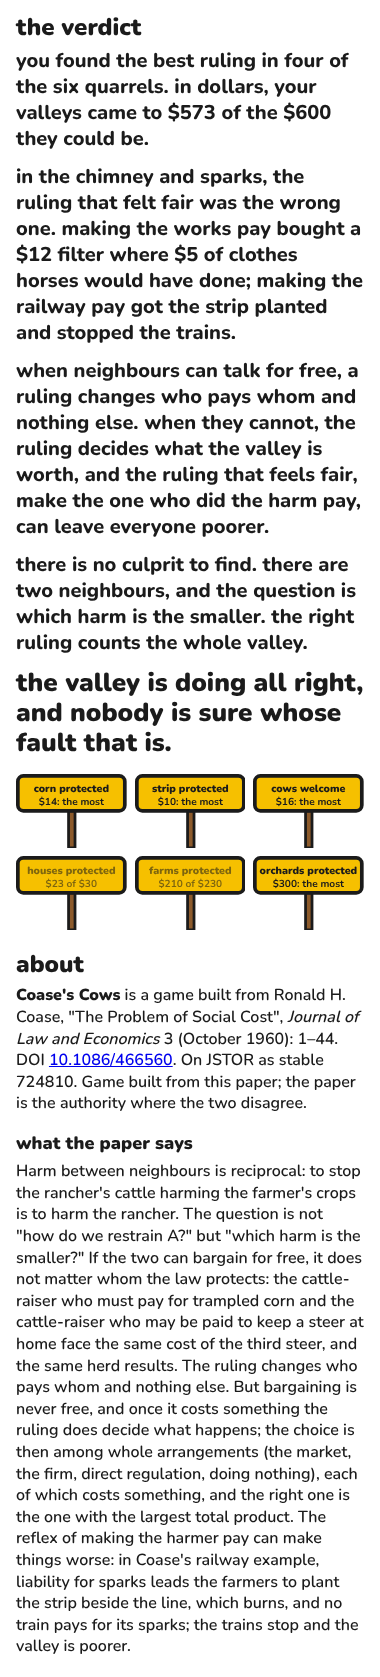 the verdict
you found the best ruling in four of
the six quarrels. in dollars, your
valleys came to $573 of the $600
they could be.
in the chimney and sparks, the
ruling that felt fair was the wrong
one. making the works pay bought a
$12 filter where $5 of clothes
horses would have done; making the
railway pay got the strip planted
and stopped the trains.
when neighbours can talk for free, a
ruling changes who pays whom and
nothing else. when they cannot, the
ruling decides what the valley is
worth, and the ruling that feels fair,
make the one who did the harm pay,
can leave everyone poorer.
there is no culprit to find. there are
two neighbours, and the question is
which harm is the smaller. the right
ruling counts the whole valley.
the valley is doing all right,
and nobody is sure whose
fault that is.
corn protected
$14: the most
strip protected
$10: the most
cows welcome
$16: the most
houses protected
$23 of $30
farms protected
$210 of $230
orchards protected
$300: the most
about
Coase's Cows is a game built from Ronald H.
Coase, "The Problem of Social Cost", Journal of
Law and Economics 3 (October 1960): 1–44.
DOI 10.1086/466560. On JSTOR as stable
724810. Game built from this paper; the paper
is the authority where the two disagree.
what the paper says
Harm between neighbours is reciprocal: to stop
the rancher's cattle harming the farmer's crops
is to harm the rancher. The question is not
"how do we restrain A?" but "which harm is the
smaller?" If the two can bargain for free, it does
not matter whom the law protects: the cattle-
raiser who must pay for trampled corn and the
cattle-raiser who may be paid to keep a steer at
home face the same cost of the third steer, and
the same herd results. The ruling changes who
pays whom and nothing else. But bargaining is
never free, and once it costs something the
ruling does decide what happens; the choice is
then among whole arrangements (the market,
the firm, direct regulation, doing nothing), each
of which costs something, and the right one is
the one with the largest total product. The
reflex of making the harmer pay can make
things worse: in Coase's railway example,
liability for sparks leads the farmers to plant
the strip beside the line, which burns, and no
train pays for its sparks; the trains stop and the
valley is poorer.